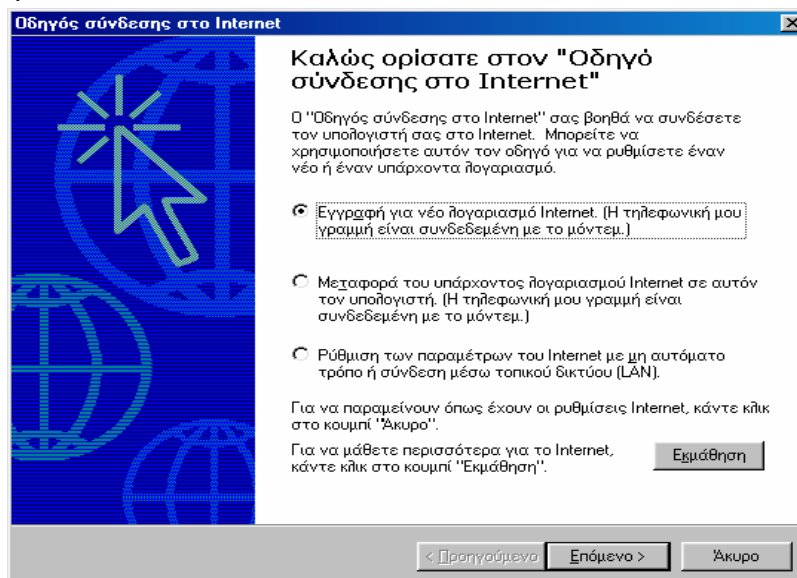 Οδηγός σύνδεσης στο Internet
Καλώς ορίσατε στον "Οδηγό
σύνδεσης στο Internet"
Ο "Οδηγός σύνδεσης στο Internet" σας βοηθά να συνδέσετε
τον υπολογιστή σας στο Internet. Μπορείτε να
χρησιμοποιήσετε αυτόν τον οδηγό για να ρυθμίσετε έναν
νέο ή έναν υπάρχοντα λογαριασμό.
Εγγραφή για νέο λογαριασμό Internet. (Η τηλεφωνική μου
γραμμή είναι συνδεδεμένη με το μόντεμ.)
Μεταφορά του υπάρχοντος λογαριασμού Internet σε αυτόν
τον υπολογιστή. (Η τηλεφωνική μου γραμμή είναι
συνδεδεμένη με το μόντεμ.)
Ρύθμιση των παραμέτρων του Internet με μη αυτόματο
τρόπο ή σύνδεση μέσω τοπικού δικτύου (LAN).
Για να παραμείνουν όπως έχουν οι ρυθμίσεις Internet, κάντε κλικ
στο κουμπί "Άκυρο".
Για να μάθετε περισσότερα για το Internet,
κάντε κλικ στο κουμπί "Εκμάθηση".
Εκμάθηση
< Προηγούμενο
Επόμενο >
Άκυρο